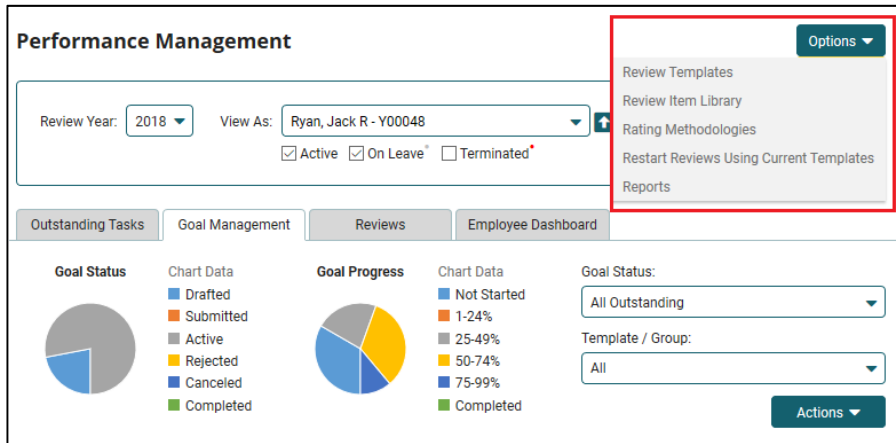 Performance Management
Options
Review Templates
Review Item Library
Rating Methodologies
Restart Reviews Using Current Templates
Reports
Review Year: 2018 View As: Ryan, Jack R - Y00048
Active On Leave* Terminated*
Outstanding Tasks Goal Management Reviews Employee Dashboard
Goal Status
Chart Data
Drafted
Submitted
Active
Rejected
Canceled
Completed
Goal Progress
Chart Data
Not Started
1-24%
25-49%
50-74%
75-99%
Completed
Goal Status:
All Outstanding
Template / Group:
All
Actions